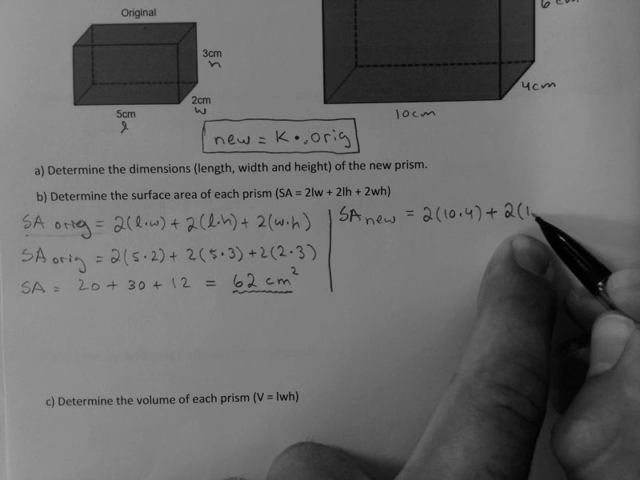 Original
6 cm
3cm
h
2cm
w
4cm
5cm
l
10cm
new = K • orig
a) Determine the dimensions (length, width and height) of the new prism.
b) Determine the surface area of each prism (SA = 2lw + 2lh + 2wh)
SA orig = 2(l·w) + 2(l·h) + 2(w·h)
SA new = 2(10·4) + 2(1
SA orig = 2(5·2) + 2(5·3) + 2(2·3)
SA = 20 + 30 + 12 = 62 cm²
c) Determine the volume of each prism (V = lwh)